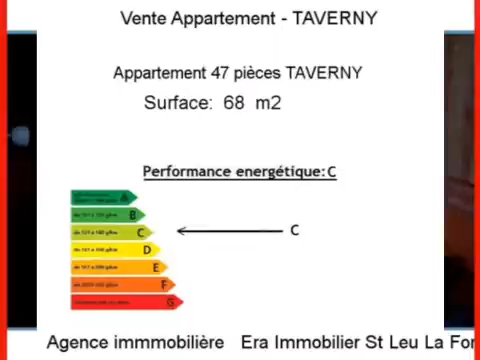 Vente Appartement - TAVERNY
Appartement 47 pièces TAVERNY
Surface: 68 m2
Performance energétique:C
A
B
C
C
D
E
F
G
Agence immmobilière Era Immobilier St Leu La For